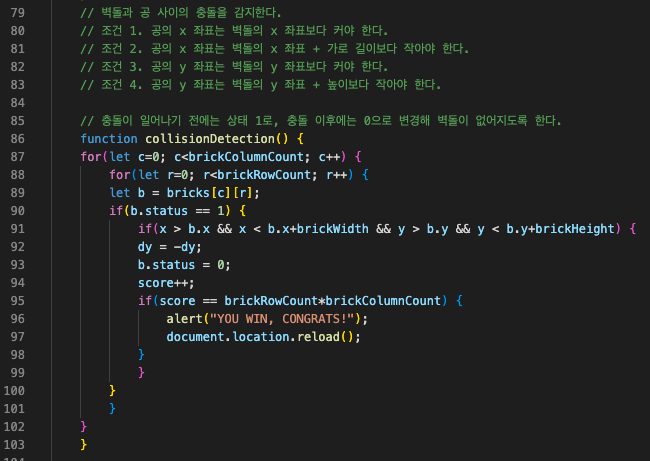 79 // 벽돌과 공 사이의 충돌을 감지한다.
80 // 조건 1. 공의 x 좌표는 벽돌의 x 좌표보다 커야 한다.
81 // 조건 2. 공의 x 좌표는 벽돌의 x 좌표 + 가로 길이보다 작아야 한다.
82 // 조건 3. 공의 y 좌표는 벽돌의 y 좌표보다 커야 한다.
83 // 조건 4. 공의 y 좌표는 벽돌의 y 좌표 + 높이보다 작아야 한다.
84
85 // 충돌이 일어나기 전에는 상태 1로, 충돌 이후에는 0으로 변경해 벽돌이 없어지도록 한다.
86 function collisionDetection() {
87 for(let c=0; c<brickColumnCount; c++) {
88 for(let r=0; r<brickRowCount; r++) {
89 let b = bricks[c][r];
90 if(b.status == 1) {
91 if(x > b.x && x < b.x+brickWidth && y > b.y && y < b.y+brickHeight) {
92 dy = -dy;
93 b.status = 0;
94 score++;
95 if(score == brickRowCount*brickColumnCount) {
96 alert("YOU WIN, CONGRATS!");
97 document.location.reload();
98 }
99 }
100 }
101 }
102 }
103 }